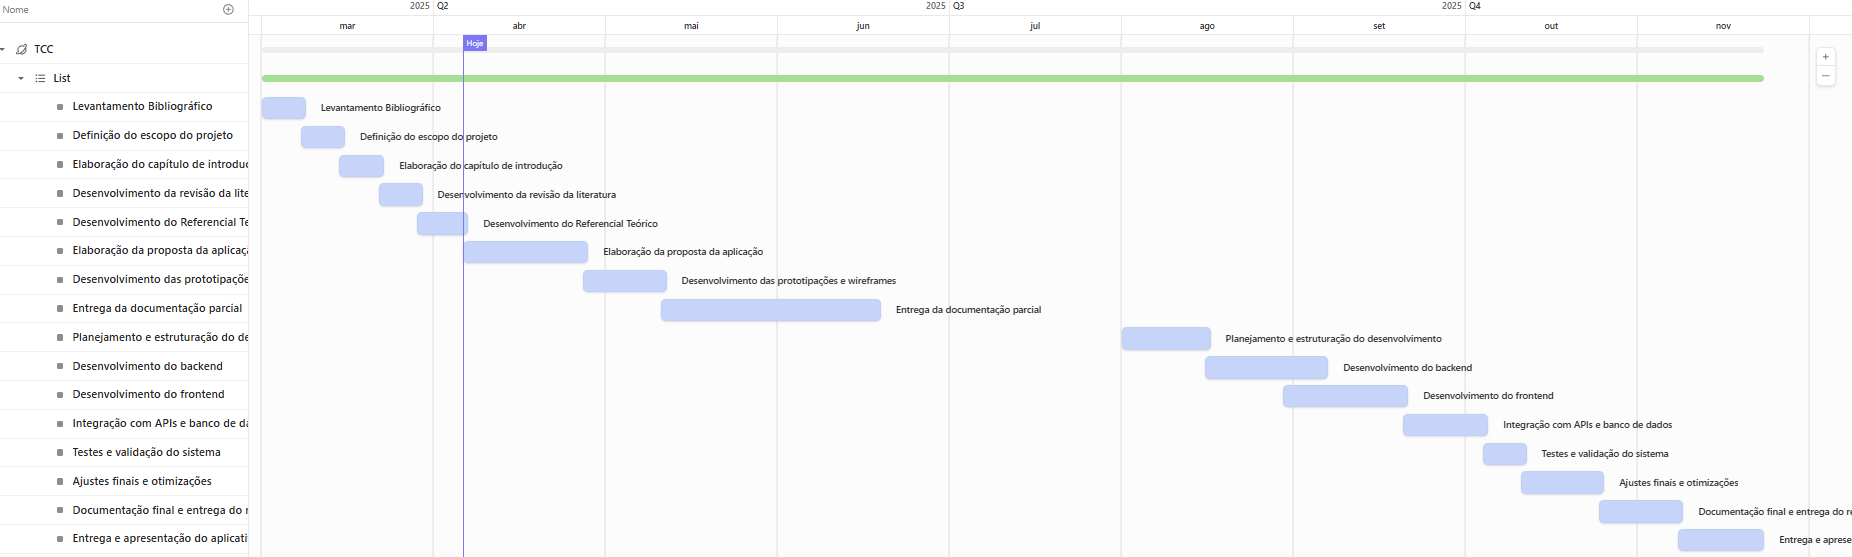 Nome
2025 Q2
2025 Q3
2025 Q4
mar abr mai jun jul ago set out nov
Hoje
TCC
List
Levantamento Bibliográfico Levantamento Bibliográfico
Definição do escopo do projeto Definição do escopo do projeto
Elaboração do capítulo de introduç Elaboração do capítulo de introdução
Desenvolvimento da revisão da lite Desenvolvimento da revisão da literatura
Desenvolvimento do Referencial Te Desenvolvimento do Referencial Teórico
Elaboração da proposta da aplicaç Elaboração da proposta da aplicação
Desenvolvimento das prototipaçõe Desenvolvimento das prototipações e wireframes
Entrega da documentação parcial Entrega da documentação parcial
Planejamento e estruturação do de Planejamento e estruturação do desenvolvimento
Desenvolvimento do backend Desenvolvimento do backend
Desenvolvimento do frontend Desenvolvimento do frontend
Integração com APIs e banco de da Integração com APIs e banco de dados
Testes e validação do sistema Testes e validação do sistema
Ajustes finais e otimizações Ajustes finais e otimizações
Documentação final e entrega do r Documentação final e entrega do re
Entrega e apresentação do aplicati Entrega e aprese